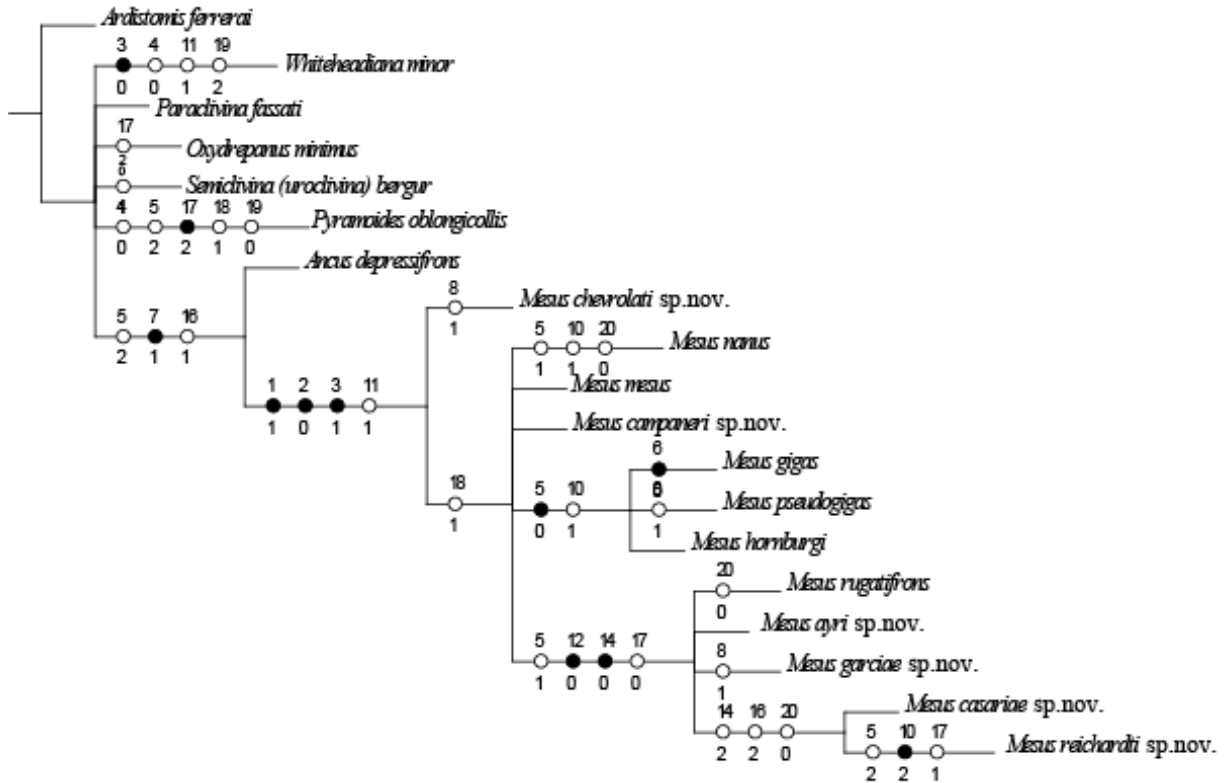 Ardistomis ferrerai
3 4 11 19
Whiteheadiana minor
0 0 1 2
Paraclivina fassati
17
Oxydrepanus minimus
2
0
Semiclivina (uroclivina) bergur
4 5 17 18 19
Pyramoides oblongicollis
0 2 2 1 0
Ancus depressifrons
8
Mesus chevrolati sp.nov.
1
5 7 16
2 1 1
5 10 20
Mesus nanus
1 1 0
Mesus mesus
1 2 3 11
1 0 1 1
Mesus campaneri sp.nov.
6
Mesus gigas
18
1
5 10
0 1
Mesus pseudogigas
1
Mesus hornburgi
20
Mesus rugatifrons
0
Mesus ayri sp.nov.
5 12 14 17
1 0 0 0
8
Mesus garciae sp.nov.
1
14 16 20
2 2 0
Mesus casariae sp.nov.
5 10 17
Mesus reichardti sp.nov.
2 2 1